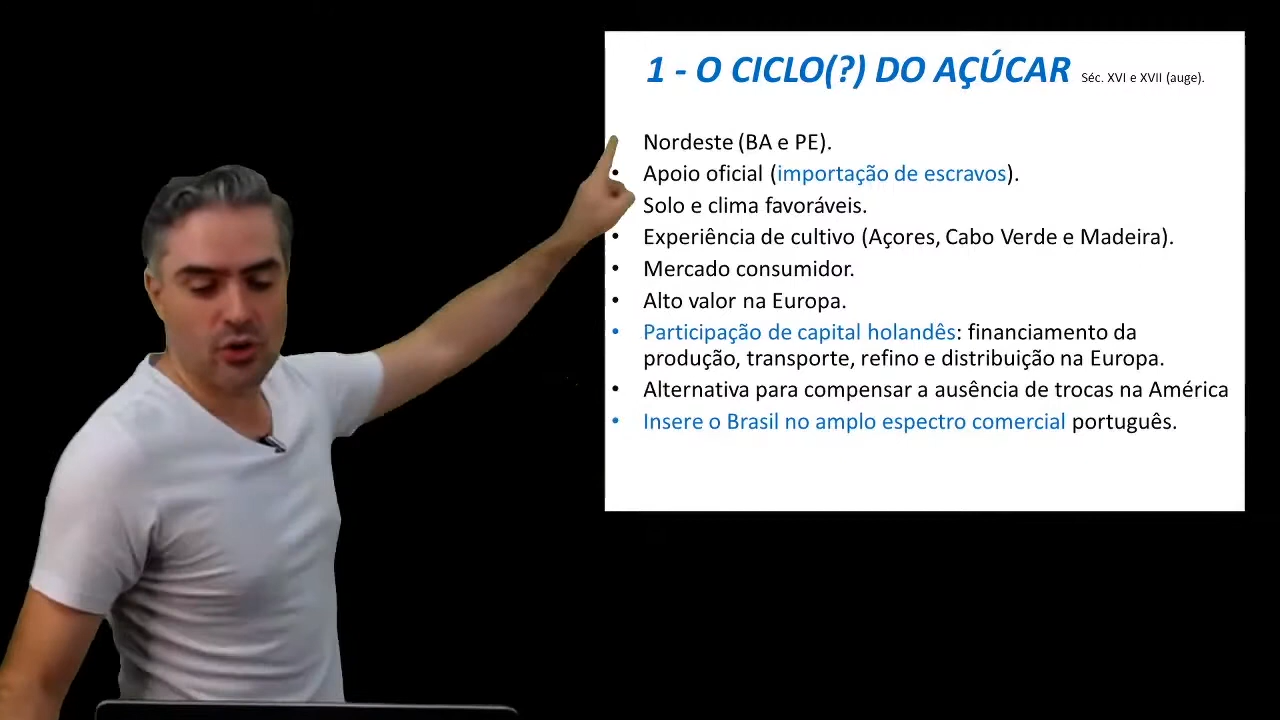 1 - O CICLO(?) DO AÇÚCAR Séc. XVI e XVII (auge).
Nordeste (BA e PE).
• Apoio oficial (importação de escravos).
Solo e clima favoráveis.
• Experiência de cultivo (Açores, Cabo Verde e Madeira).
• Mercado consumidor.
• Alto valor na Europa.
• Participação de capital holandês: financiamento da
produção, transporte, refino e distribuição na Europa.
• Alternativa para compensar a ausência de trocas na América
• Insere o Brasil no amplo espectro comercial português.